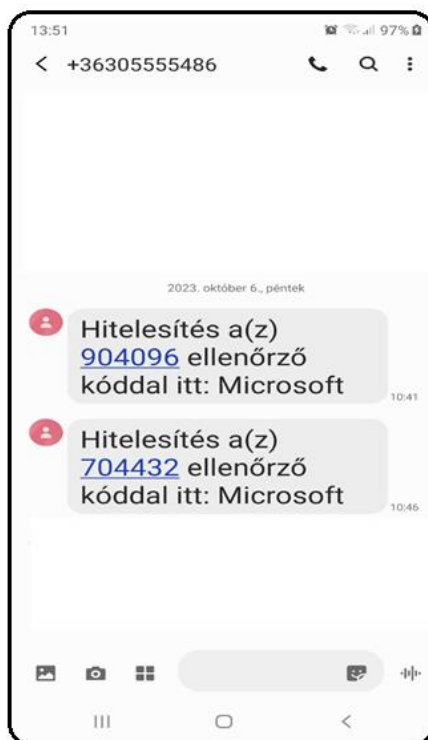 13:51 97%
+36305555486
2023. október 6., péntek
Hitelesítés a(z)
904096 ellenőrző
kóddal itt: Microsoft
10:41
Hitelesítés a(z)
704432 ellenőrző
kóddal itt: Microsoft
10:46